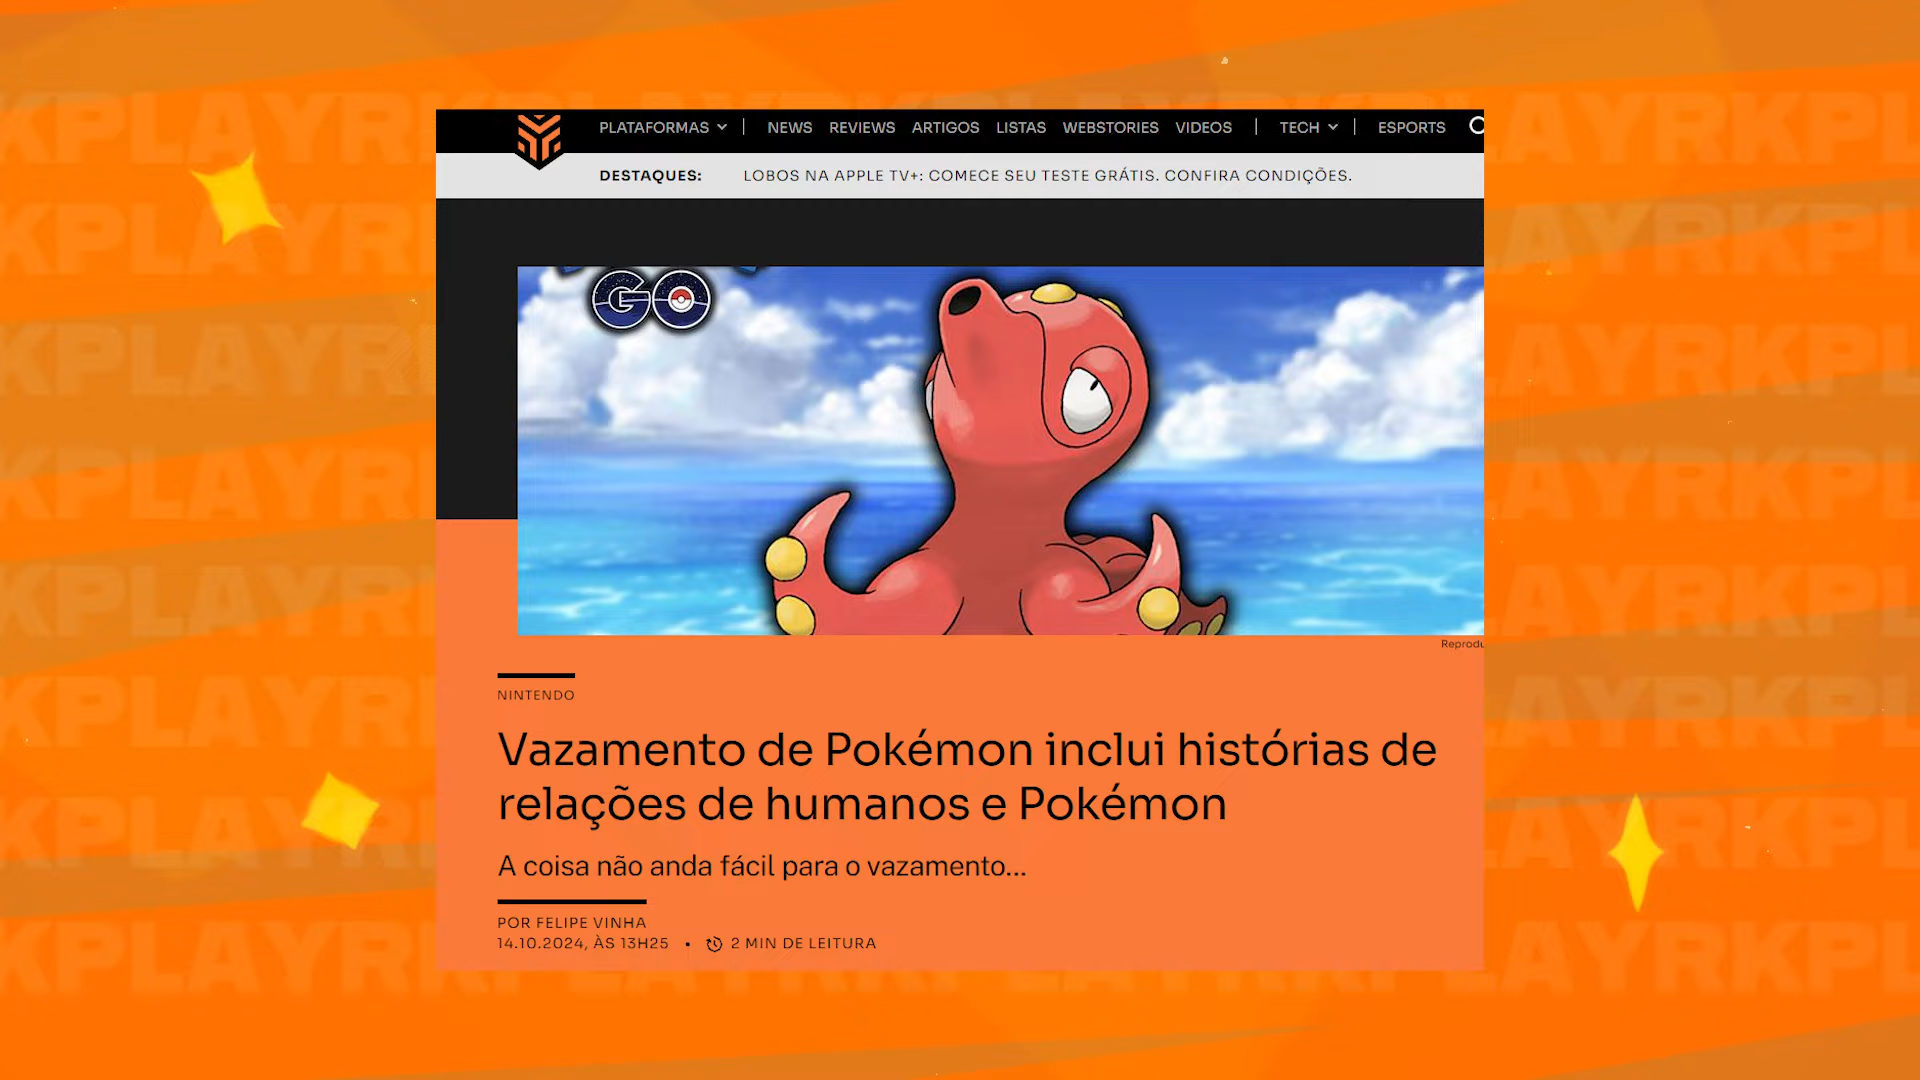 PLATAFORMAS | NEWS REVIEWS ARTIGOS LISTAS WEBSTORIES VIDEOS | TECH | ESPORTS
DESTAQUES: LOBOS NA APPLE TV+: COMECE SEU TESTE GRÁTIS. CONFIRA CONDIÇÕES.
GO
Reprodu
NINTENDO
Vazamento de Pokémon inclui histórias de
relações de humanos e Pokémon
A coisa não anda fácil para o vazamento...
POR FELIPE VINHA
14.10.2024, ÀS 13H25 • 2 MIN DE LEITURA